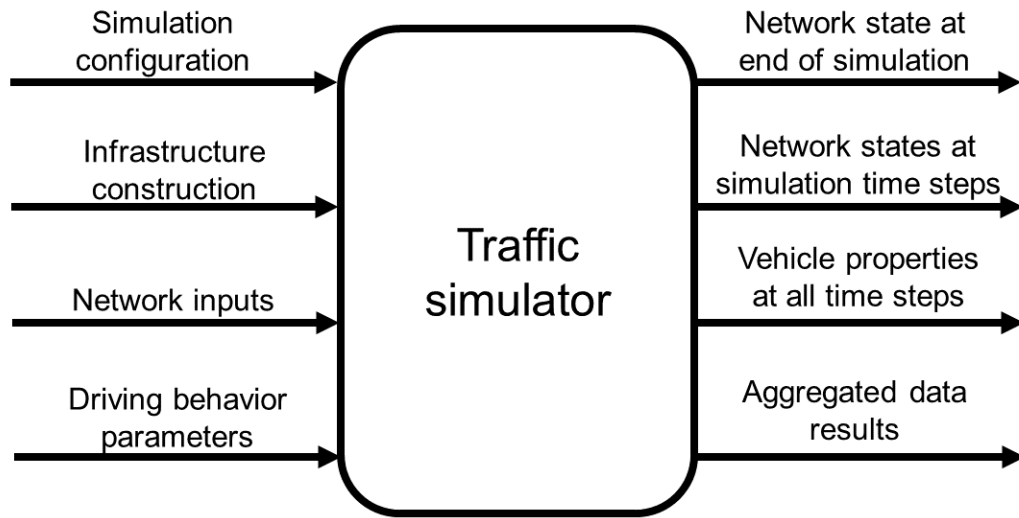 Simulation
configuration
Infrastructure
construction
Network inputs
Driving behavior
parameters
Traffic
simulator
Network state at
end of simulation
Network states at
simulation time steps
Vehicle properties
at all time steps
Aggregated data
results